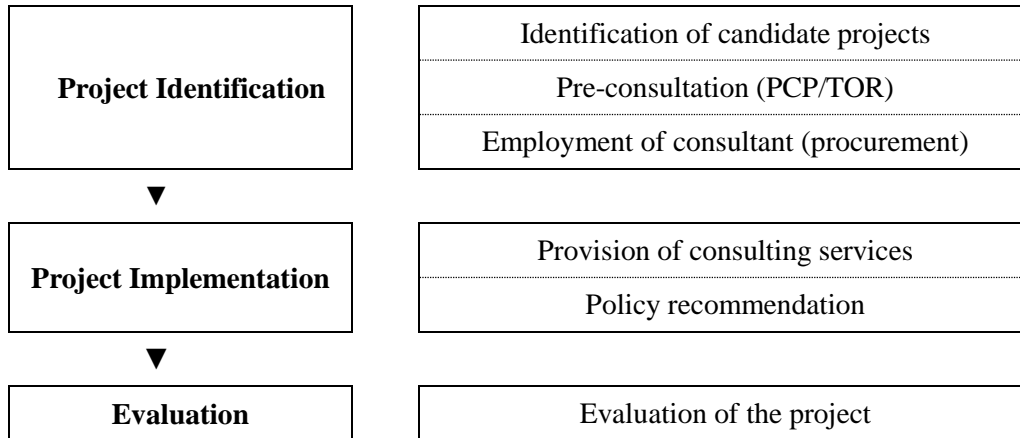 Project Identification
Identification of candidate projects
Pre-consultation (PCP/TOR)
Employment of consultant (procurement)
▼
Project Implementation
Provision of consulting services
Policy recommendation
▼
Evaluation
Evaluation of the project